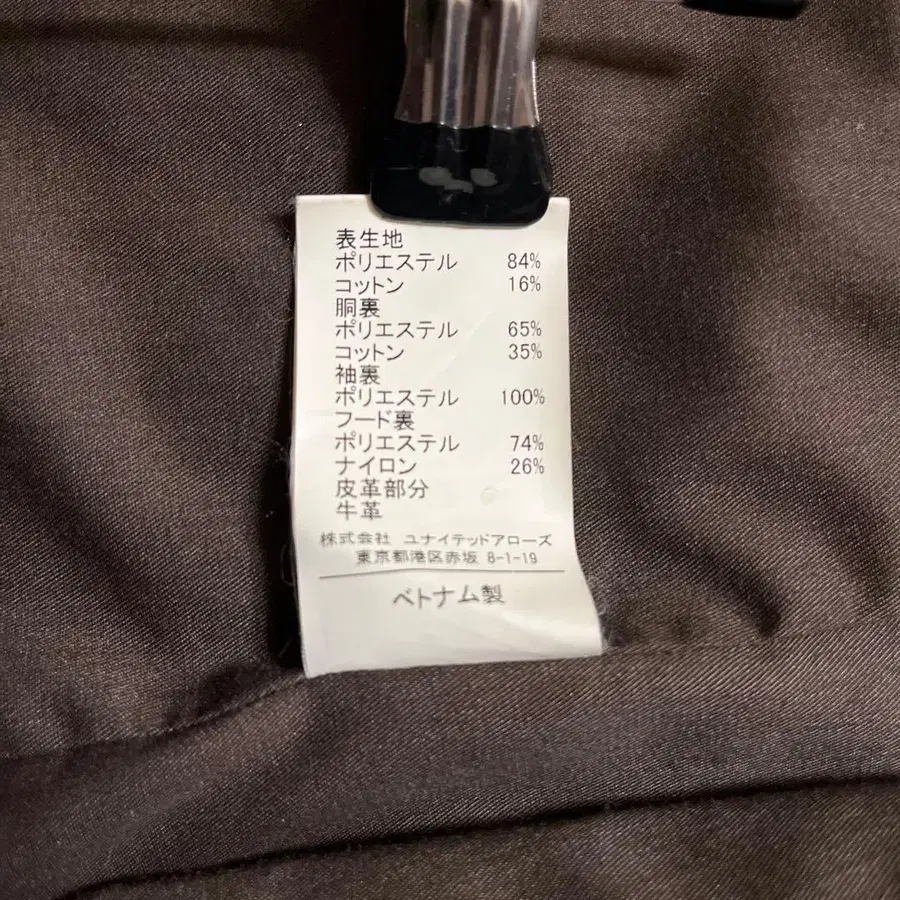 表生地
ポリエステル 84%
コットン 16%
胴裏
ポリエステル 65%
コットン 35%
袖裏
ポリエステル 100%
フード裏
ポリエステル 74%
ナイロン 26%
皮革部分
牛革
株式会社 ユナイテッドアローズ
東京都港区赤坂 8-1-19
ベトナム製